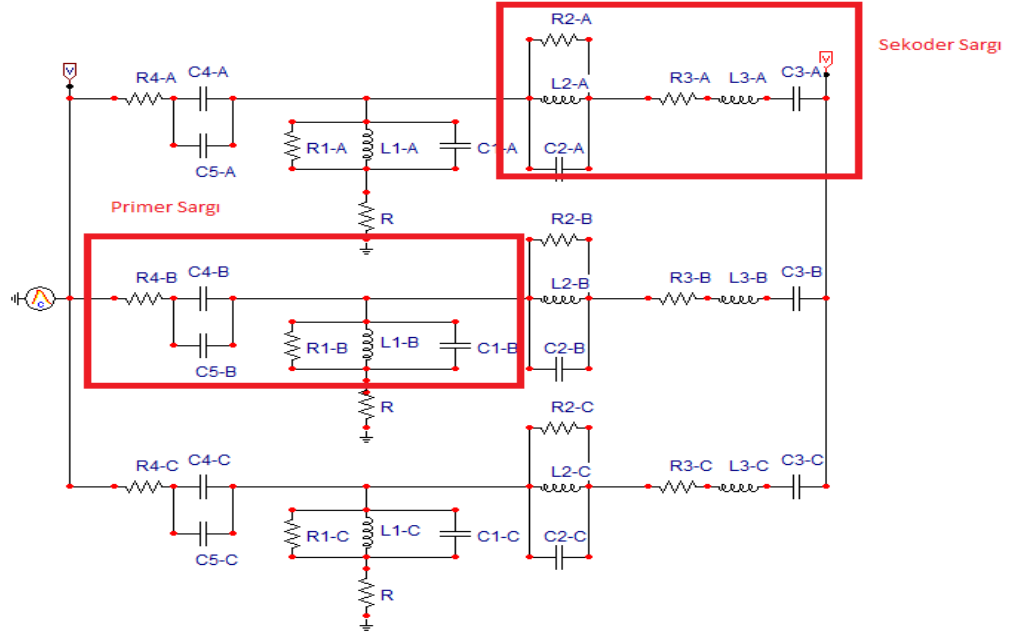 R2-A
Sekoder Sargı
V
V
R4-A
C4-A
L2-A
R3-A
L3-A
C3-A
R1-A
L1-A
C1-A
C5-A
C2-A
Primer Sargı
R
R2-B
R4-B
C4-B
L2-B
R3-B
L3-B
C3-B
C
R1-B
L1-B
C1-B
C5-B
C2-B
R
R2-C
R4-C
C4-C
L2-C
R3-C
L3-C
C3-C
R1-C
L1-C
C1-C
C5-C
C2-C
R